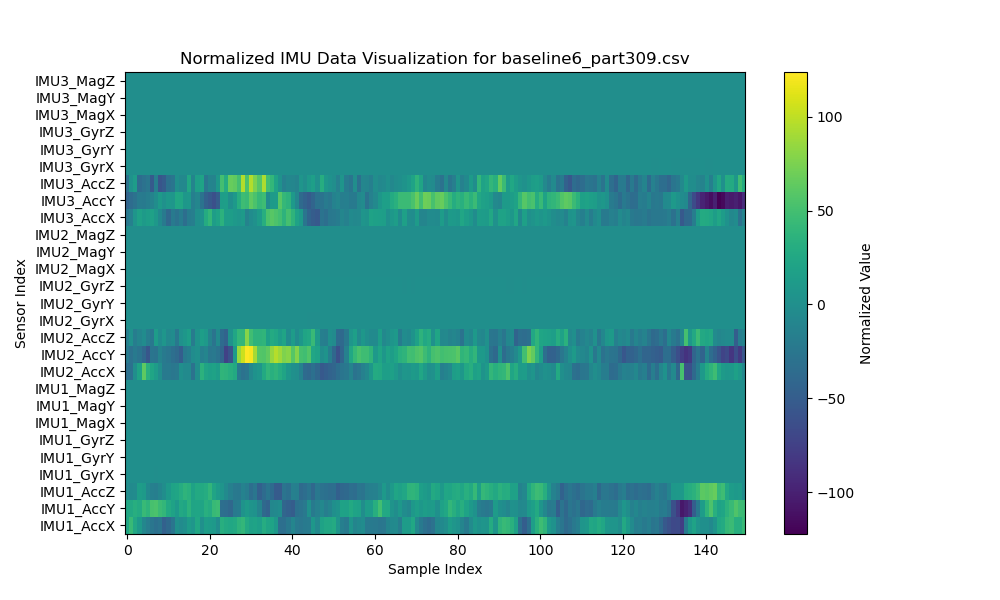 Normalized IMU Data Visualization for baseline6_part309.csv
IMU3_MagZ
IMU3_MagY
IMU3_MagX
IMU3_GyrZ
IMU3_GyrY
IMU3_GyrX
IMU3_AccZ
IMU3_AccY
IMU3_AccX
IMU2_MagZ
IMU2_MagY
IMU2_MagX
IMU2_GyrZ
IMU2_GyrY
IMU2_GyrX
IMU2_AccZ
IMU2_AccY
IMU2_AccX
IMU1_MagZ
IMU1_MagY
IMU1_MagX
IMU1_GyrZ
IMU1_GyrY
IMU1_GyrX
IMU1_AccZ
IMU1_AccY
IMU1_AccX
Sensor Index
0 20 40 60 80 100 120 140
Sample Index
100
50
0
−50
−100
Normalized Value